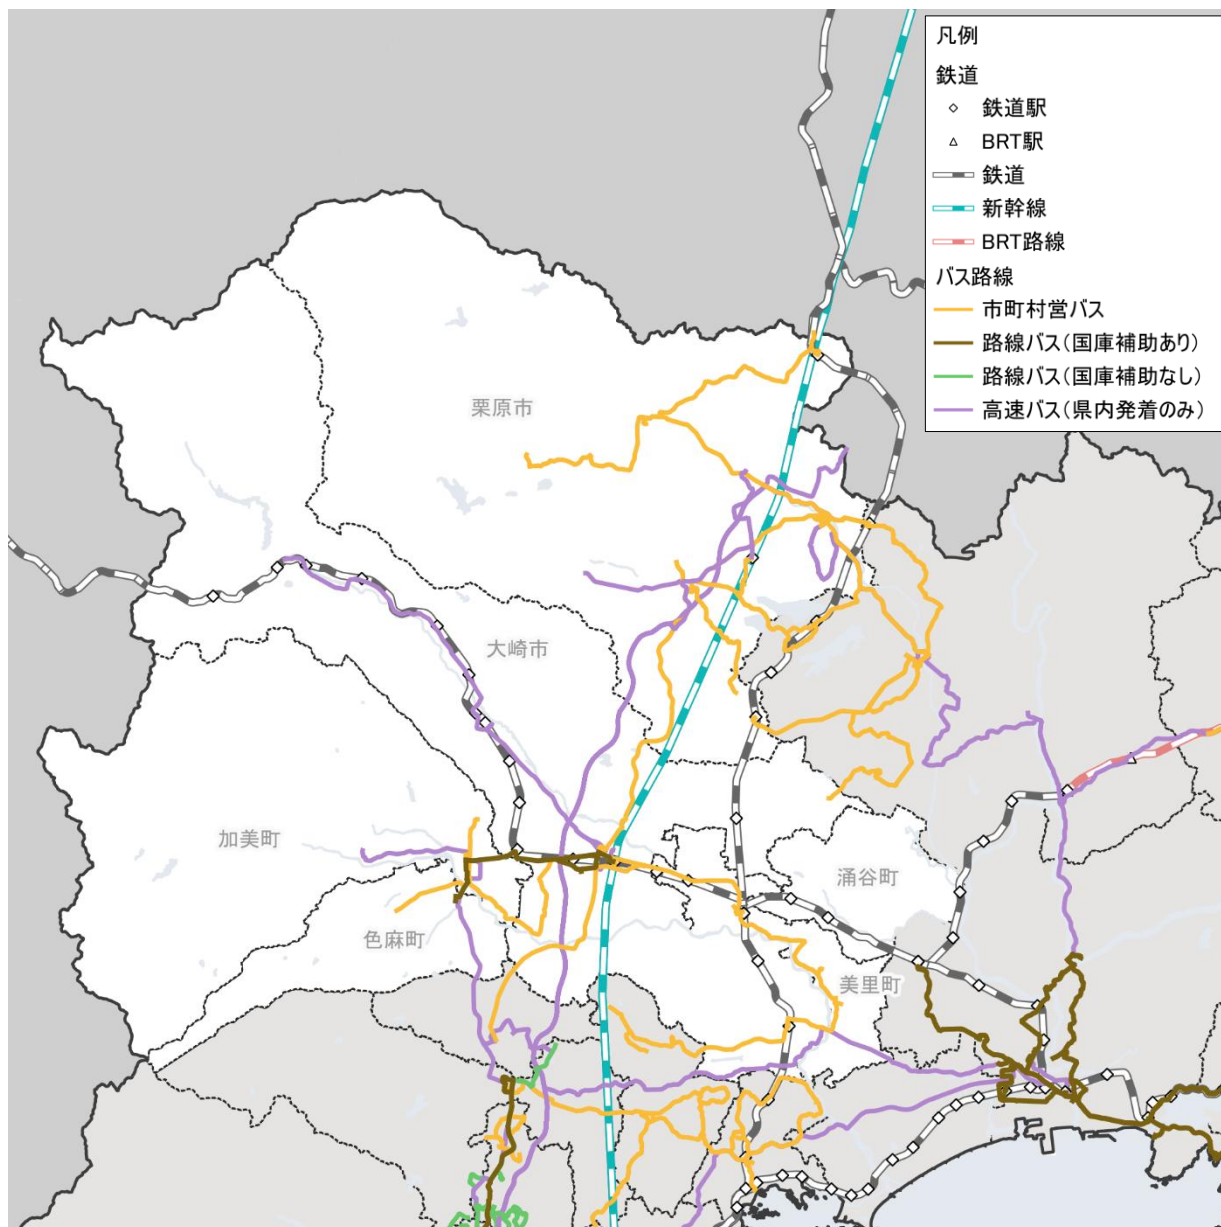 凡例
鉄道
鉄道駅
BRT駅
鉄道
新幹線
BRT路線
バス路線
市町村営バス
路線バス(国庫補助あり)
路線バス(国庫補助なし)
高速バス(県内発着のみ)
栗原市
大崎市
加美町
涌谷町
色麻町
美里町